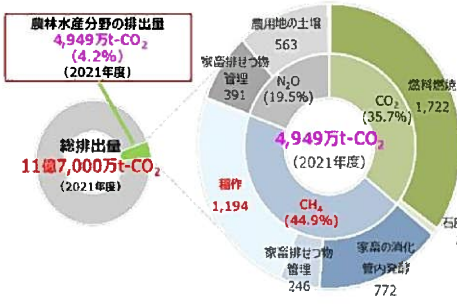 農林水産分野の排出量
4,949万t-CO₂
(4.2%)
(2021年度)
総排出量
11億7,000万t-CO₂
(2021年度)
農用地の土壌
563
家畜排せつ物
管理
391
N₂O
(19.5%)
CO₂
(35.7%)
燃料燃焼
1,722
4,949万t-CO₂
(2021年度)
稲作
1,194
CH₄
(44.9%)
家畜排せつ物
管理
246
家畜の消化
管内発酵
772